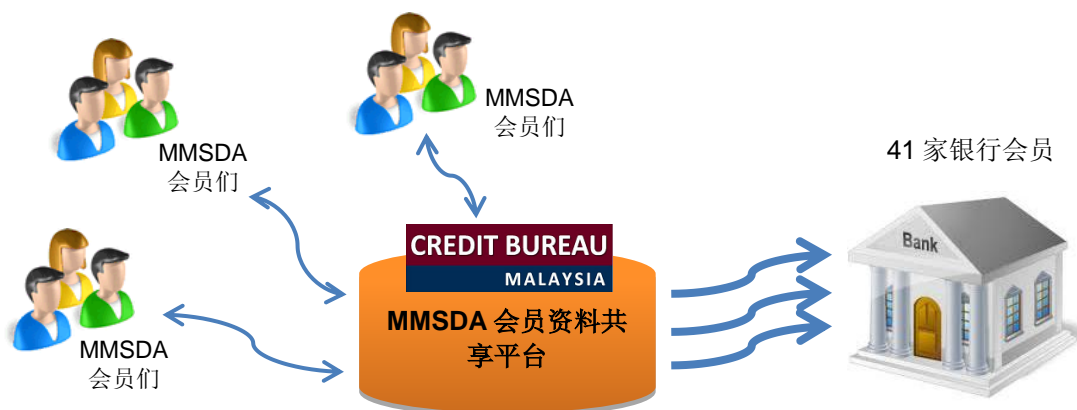 MMSDA
会员们
MMSDA
会员们
41 家银行会员
CREDIT BUREAU
MALAYSIA
Bank
MMSDA 会员资料共
享平台
MMSDA
会员们